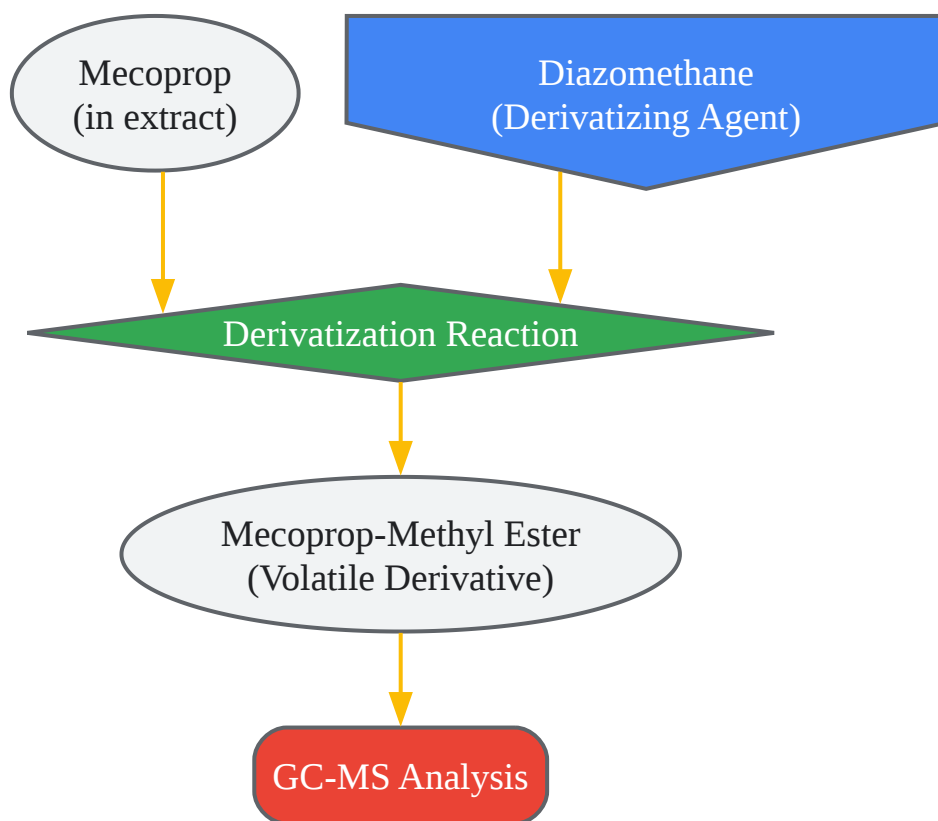 Mecoprop
(in extract)
Diazomethane
(Derivatizing Agent)
Derivatization Reaction
Mecoprop-Methyl Ester
(Volatile Derivative)
GC-MS Analysis